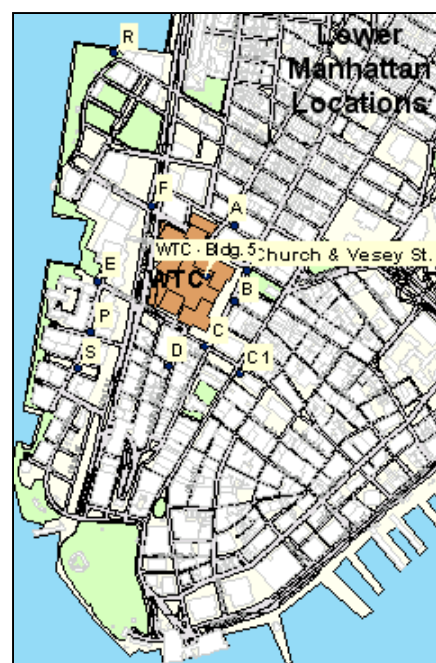 R
Lower
Manhattan
Locations
F
A
WTC - Bldg. 5
Church & Vesey St.
WTC
E
B
P
C
D
S
C1